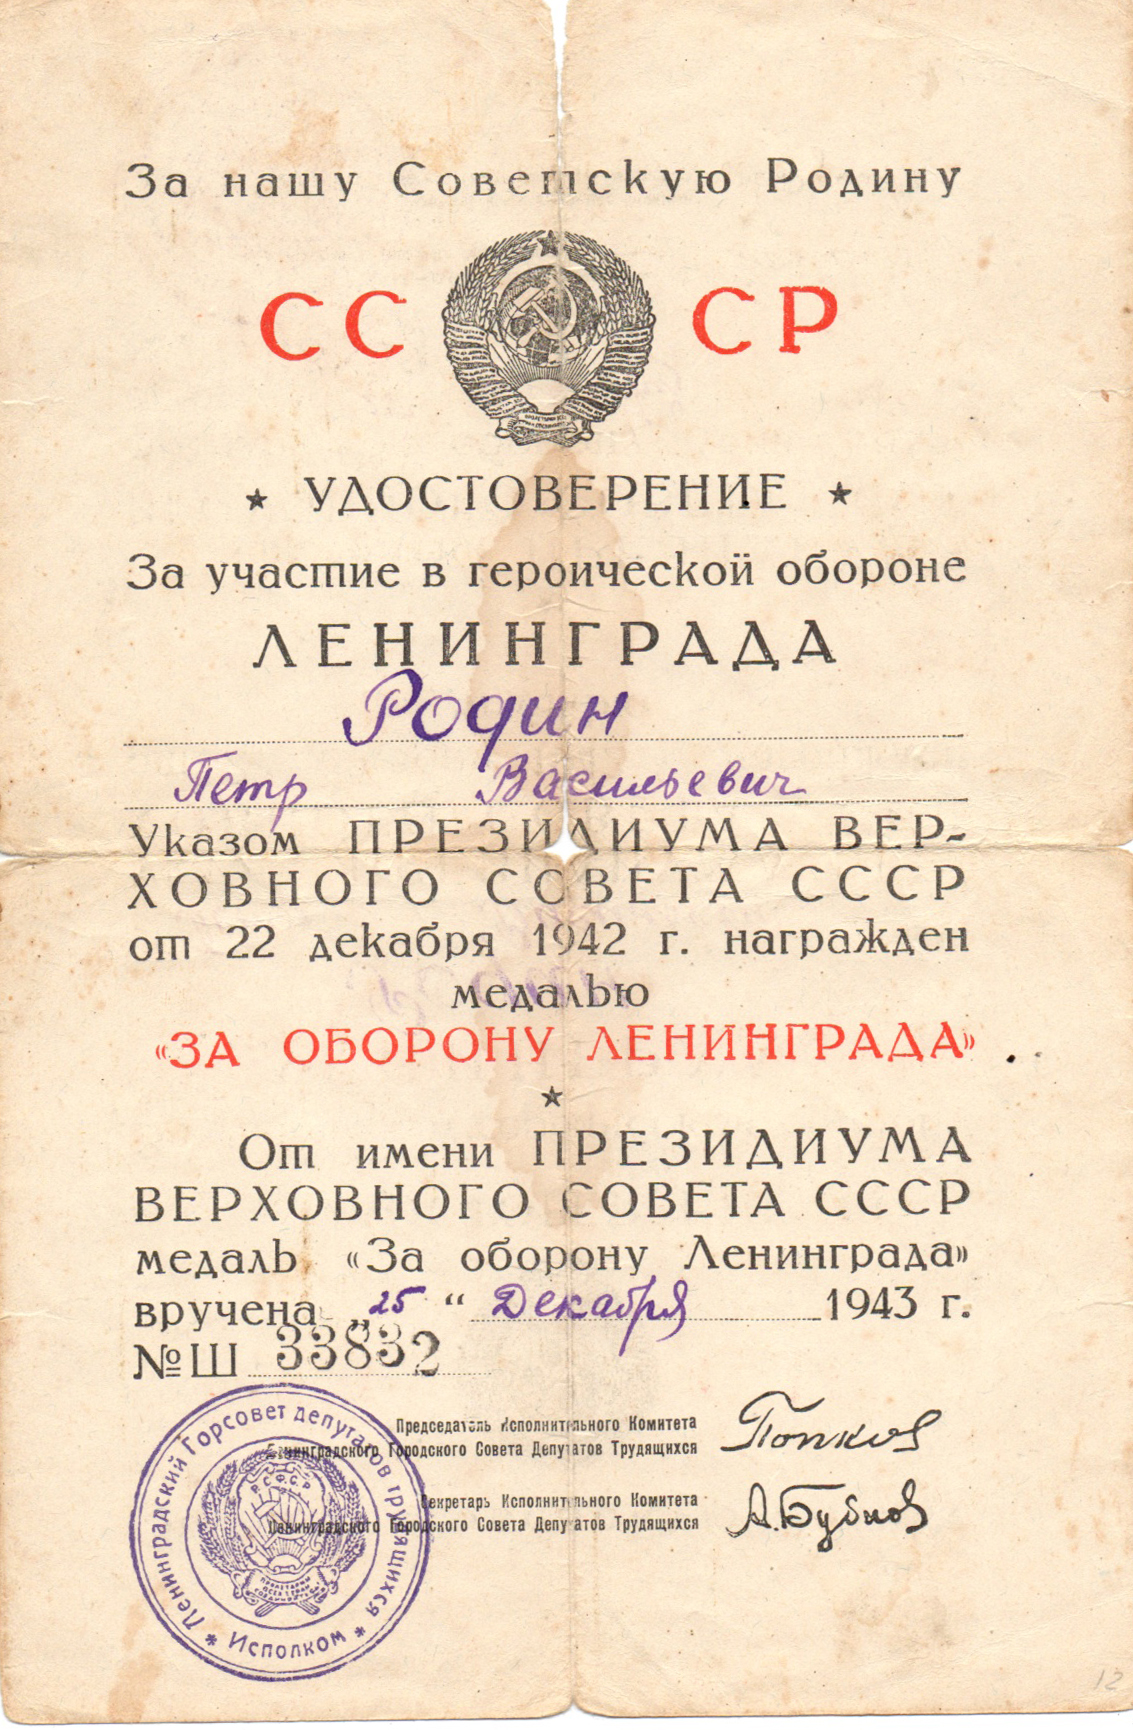 За нашу Советскую Родину
СС СР
★ УДОСТОВЕРЕНИЕ ★
За участие в героической обороне
ЛЕНИНГРАДА
Родин
Петр Васильевич
Указом ПРЕЗИДИУМА ВЕР-
ХОВНОГО СОВЕТА СССР
от 22 декабря 1942 г. награжден
медалью
«ЗА ОБОРОНУ ЛЕНИНГРАДА»
★
От имени ПРЕЗИДИУМА
ВЕРХОВНОГО СОВЕТА СССР
медаль «За оборону Ленинграда»
вручена „25“ Декабря 1943 г.
№Ш 33832
Председатель Исполнительного Комитета
Ленинградского Городского Совета Депутатов Трудящихся
Попков
Секретарь Исполнительного Комитета
Ленинградского Городского Совета Депутатов Трудящихся
А.Бубнов
Ленинградский Горсовет депутатов трудящихся
* Исполком *
Р.С.Ф.С.Р
12